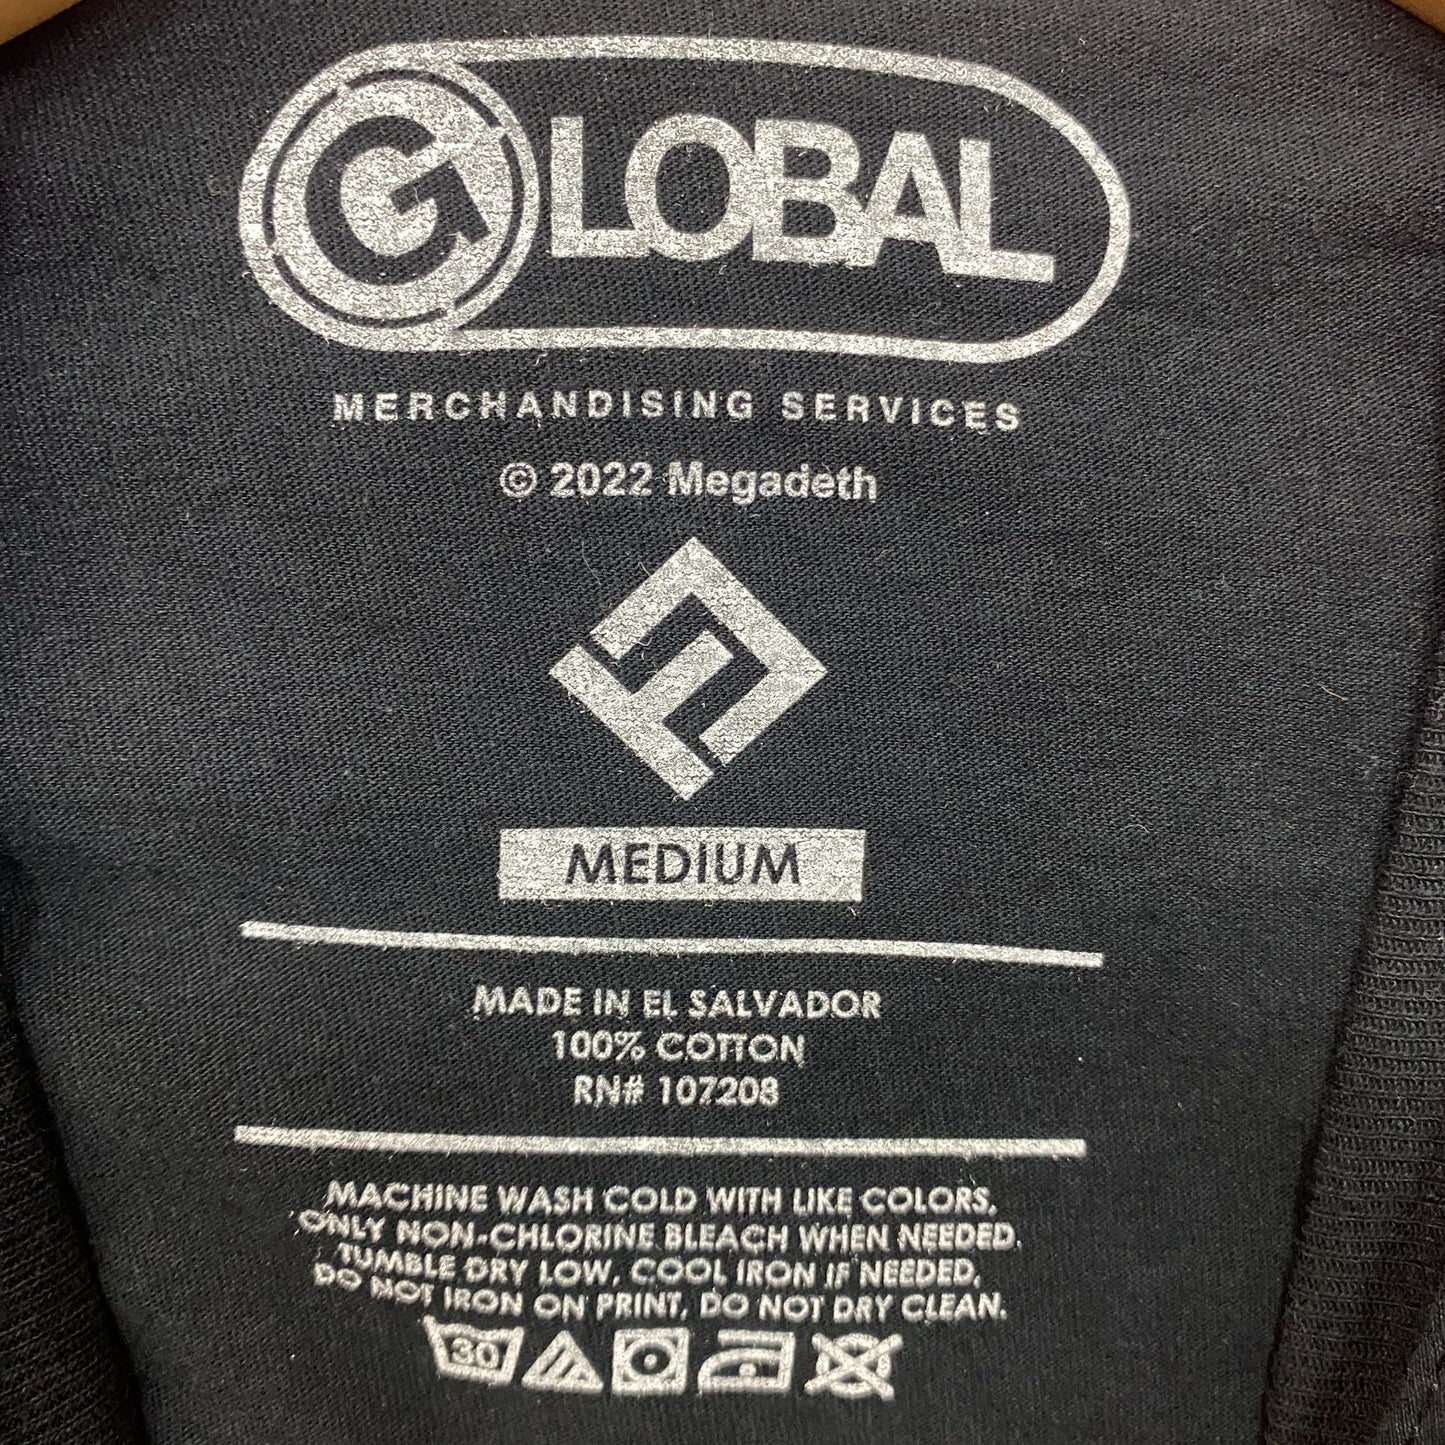 GLOBAL
MERCHANDISING SERVICES
© 2022 Megadeth
MEDIUM
MADE IN EL SALVADOR
100% COTTON
RN# 107208
MACHINE WASH COLD WITH LIKE COLORS,
ONLY NON-CHLORINE BLEACH WHEN NEEDED.
TUMBLE DRY LOW, COOL IRON IF NEEDED,
DO NOT IRON ON PRINT, DO NOT DRY CLEAN.
30